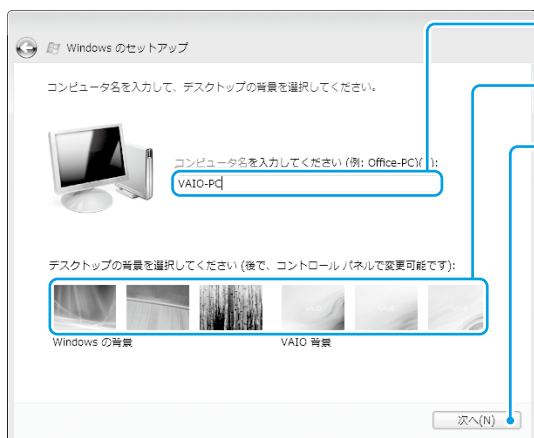 Windows のセットアップ
コンピュータ名を入力して、デスクトップの背景を選択してください。
コンピュータ名を入力してください (例: Office-PC)( ):
VAIO-PC
デスクトップの背景を選択してください (後で、コントロール パネルで変更可能です):
Windows の背景
VAIO 背景
次へ(N)